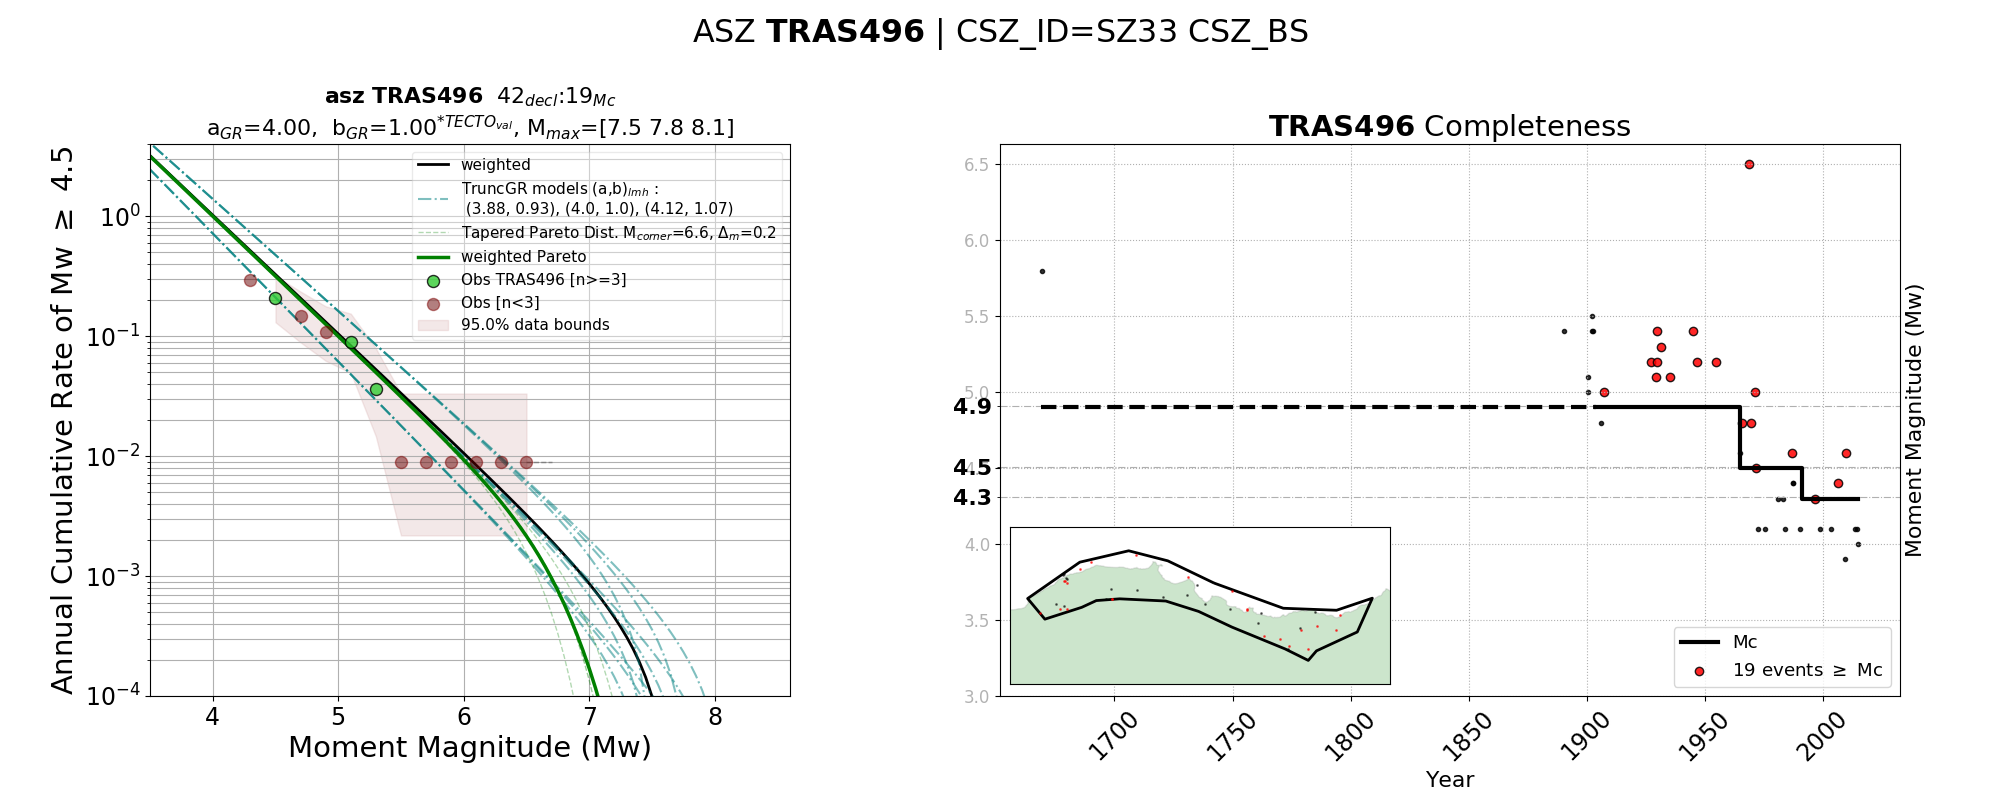 ASZ TRAS496 | CSZ_ID=SZ33 CSZ_BS
asz TRAS496 42decl:19Mc
aGR=4.00, bGR=1.00*TECTOval, Mmax=[7.5 7.8 8.1]
Annual Cumulative Rate of Mw ≥ 4.5
10^0
10^−1
10^−2
10^−3
10^−4
weighted
TruncGR models (a,b)lmh :
(3.88, 0.93), (4.0, 1.0), (4.12, 1.07)
Tapered Pareto Dist. Mcorner=6.6, Δm=0.2
weighted Pareto
Obs TRAS496 [n>=3]
Obs [n<3]
95.0% data bounds
4 5 6 7 8
Moment Magnitude (Mw)
TRAS496 Completeness
6.5
6.0
5.5
5.0
4.9
4.5
4.3
4.0
3.5
3.0
Moment Magnitude (Mw)
Mc
19 events ≥ Mc
1700 1750 1800 1850 1900 1950 2000
Year